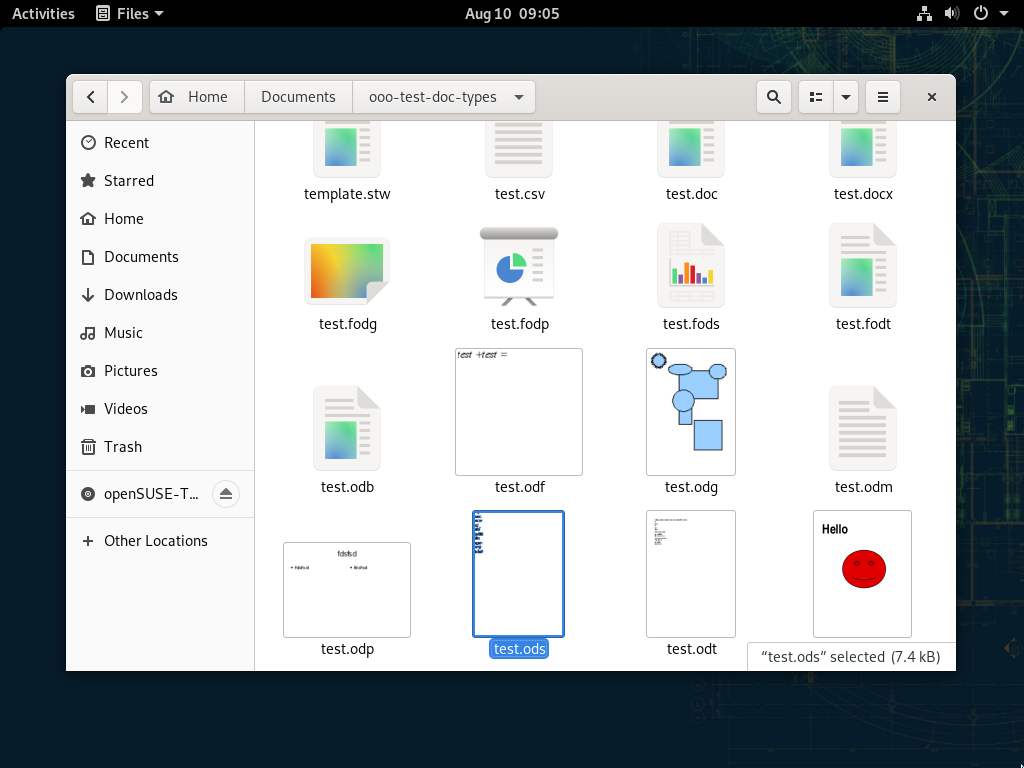 Activities Files Aug 10 09:05
Home Documents ooo-test-doc-types
Recent
Starred
Home
Documents
Downloads
Music
Pictures
Videos
Trash
openSUSE-T...
Other Locations
template.stw test.csv test.doc test.docx
test.fodg test.fodp test.fods test.fodt
test +test =
test.odb test.odf test.odg test.odm
fdsfsd
Hello
test.odp test.ods test.odt
“test.ods” selected (7.4 kB)